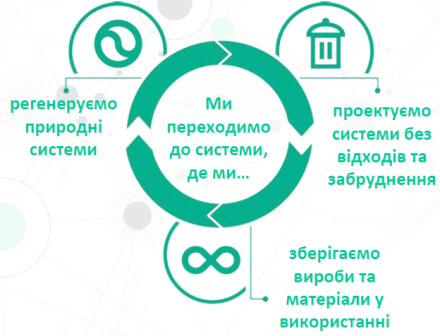 Ми
переходимо
до системи,
де ми...
регенеруємо
природні
системи
проектуємо
системи без
відходів та
забруднення
зберігаємо
вироби та
матеріали у
використанні